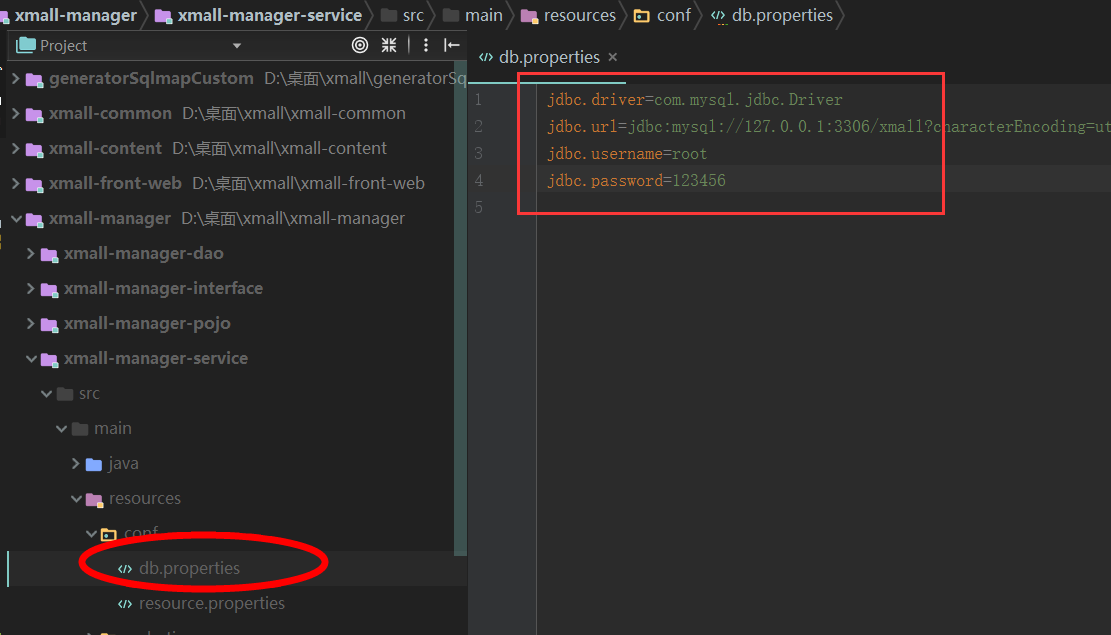 xmall-manager xmall-manager-service src main resources conf db.properties
Project
db.properties
generatorSqlmapCustom D:\桌面\xmall\generatorSq
xmall-common D:\桌面\xmall\xmall-common
xmall-content D:\桌面\xmall\xmall-content
xmall-front-web D:\桌面\xmall\xmall-front-web
xmall-manager D:\桌面\xmall\xmall-manager
xmall-manager-dao
xmall-manager-interface
xmall-manager-pojo
xmall-manager-service
src
main
java
resources
conf
db.properties
resource.properties
1 jdbc.driver=com.mysql.jdbc.Driver
2 jdbc.url=jdbc:mysql://127.0.0.1:3306/xmall?characterEncoding=ut
3 jdbc.username=root
4 jdbc.password=123456
5